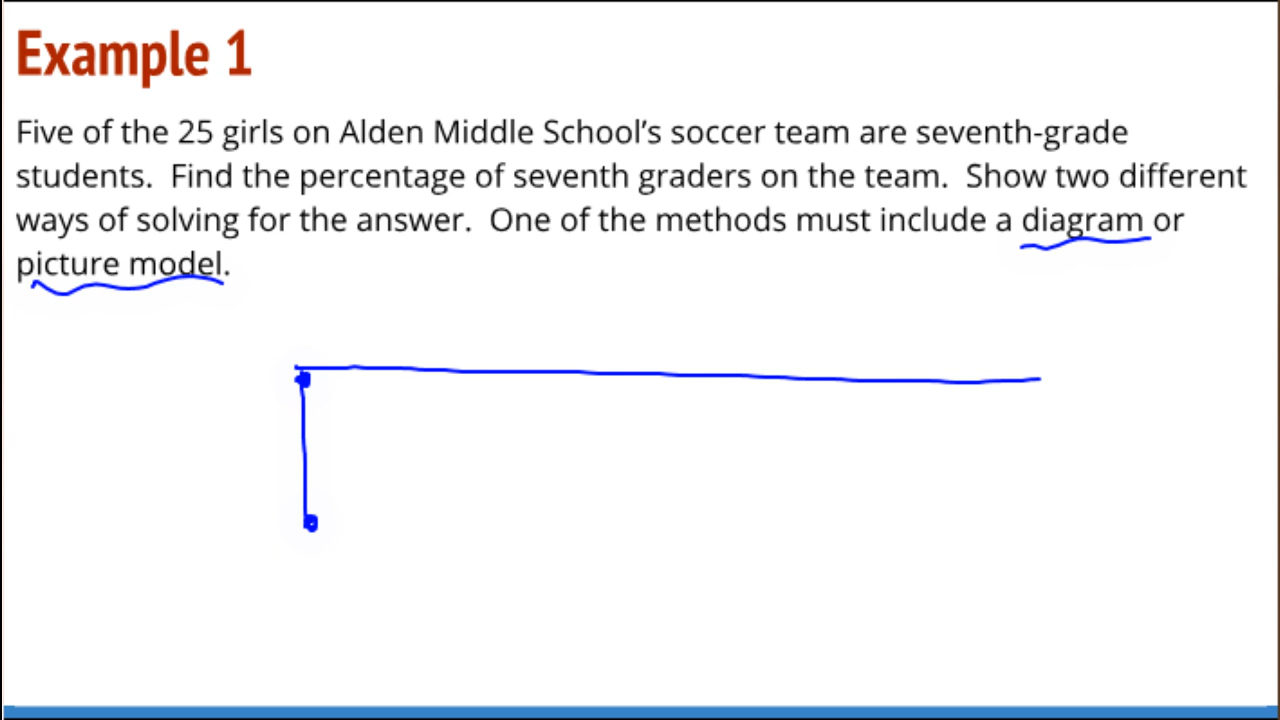 Example 1
Five of the 25 girls on Alden Middle School’s soccer team are seventh-grade
students.  Find the percentage of seventh graders on the team.  Show two different
ways of solving for the answer.  One of the methods must include a diagram or
picture model.